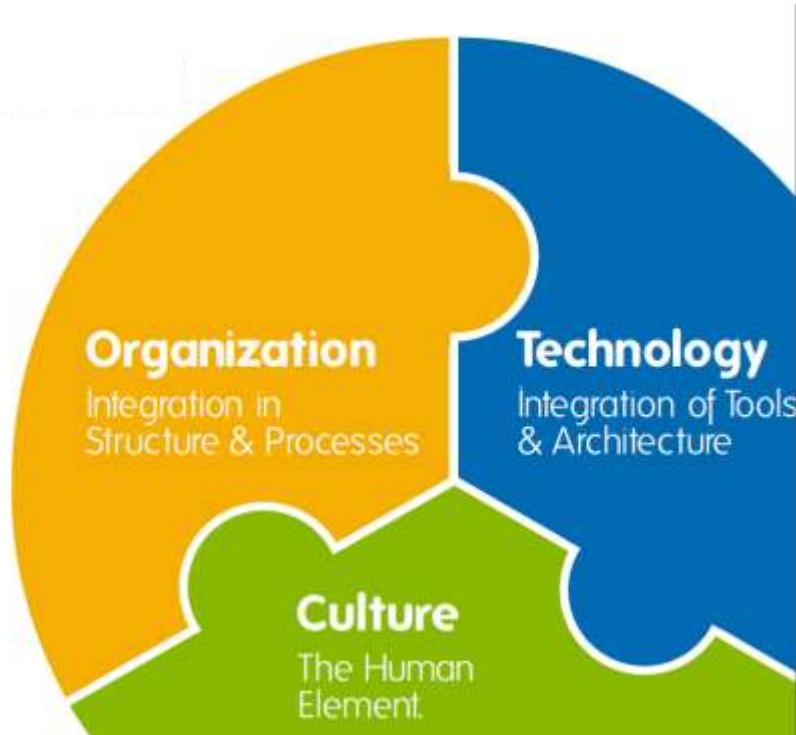 Organization
Integration in
Structure & Processes
Technology
Integration of Tools
& Architecture
Culture
The Human
Element.